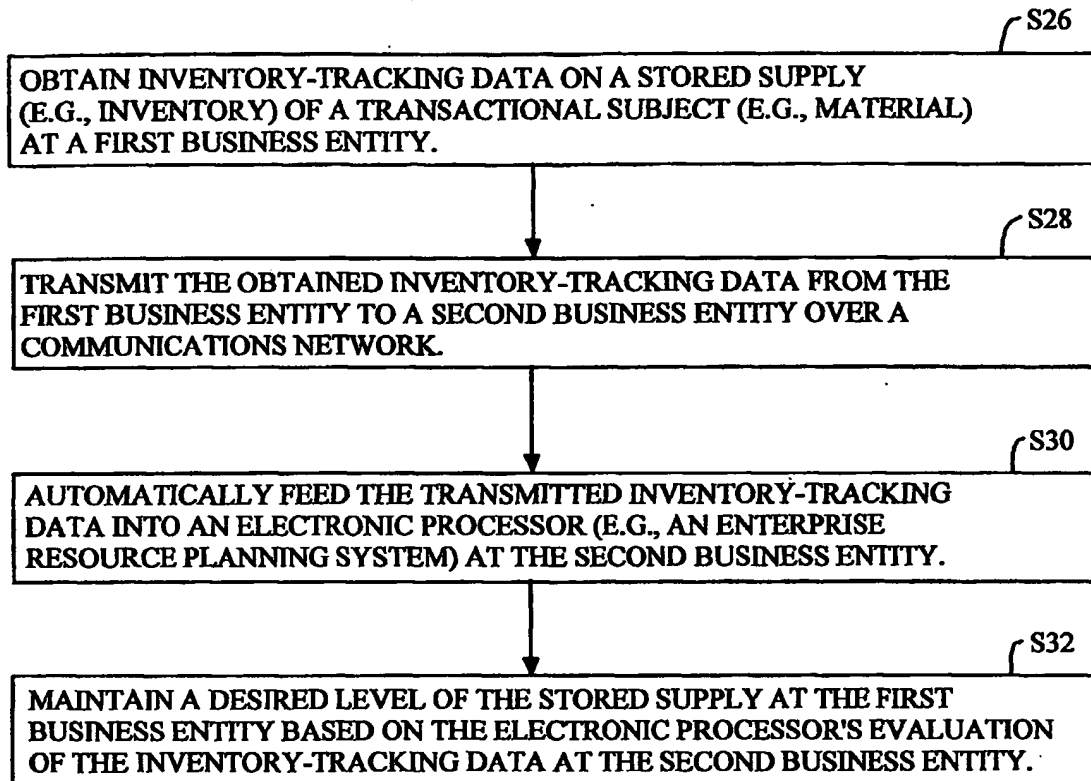 S26
OBTAIN INVENTORY-TRACKING DATA ON A STORED SUPPLY
(E.G., INVENTORY) OF A TRANSACTIONAL SUBJECT (E.G., MATERIAL)
AT A FIRST BUSINESS ENTITY.
S28
TRANSMIT THE OBTAINED INVENTORY-TRACKING DATA FROM THE
FIRST BUSINESS ENTITY TO A SECOND BUSINESS ENTITY OVER A
COMMUNICATIONS NETWORK.
S30
AUTOMATICALLY FEED THE TRANSMITTED INVENTORY-TRACKING
DATA INTO AN ELECTRONIC PROCESSOR (E.G., AN ENTERPRISE
RESOURCE PLANNING SYSTEM) AT THE SECOND BUSINESS ENTITY.
S32
MAINTAIN A DESIRED LEVEL OF THE STORED SUPPLY AT THE FIRST
BUSINESS ENTITY BASED ON THE ELECTRONIC PROCESSOR'S EVALUATION
OF THE INVENTORY-TRACKING DATA AT THE SECOND BUSINESS ENTITY.